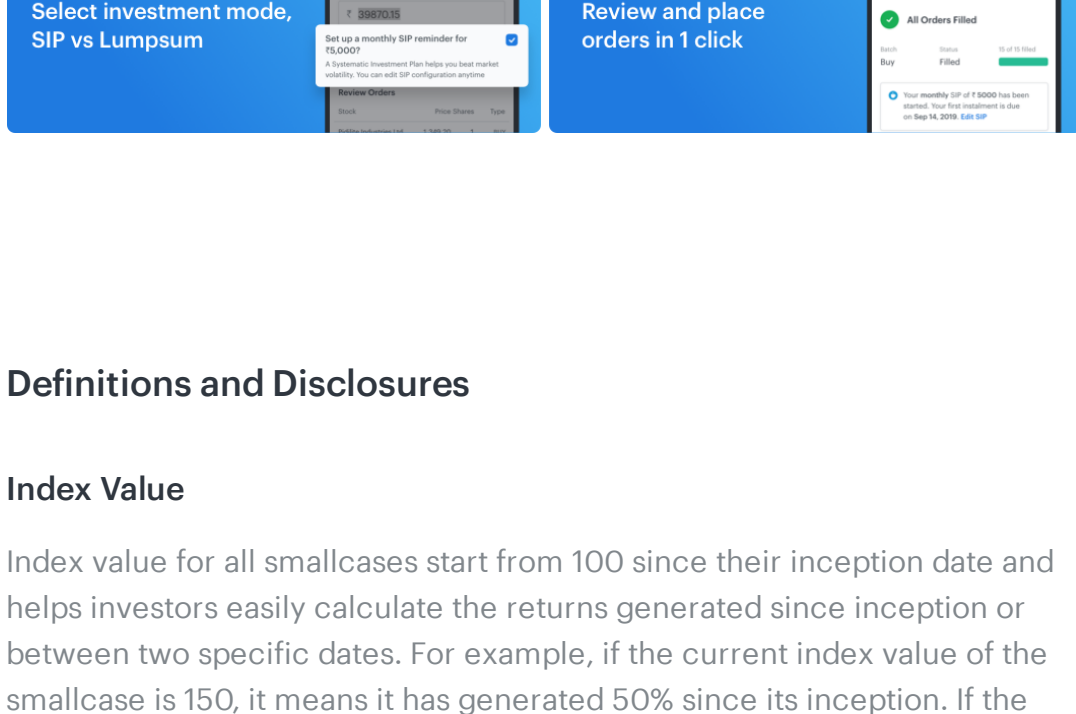 Select investment mode,
SIP vs Lumpsum
₹ 39870.15
Set up a monthly SIP reminder for
₹5,000?
A Systematic Investment Plan helps you beat market
volatility. You can edit SIP configuration anytime
Review Orders
Stock Price Shares Type
Review and place
orders in 1 click
All Orders Filled
Batch Status 15 of 15 filled
Buy Filled
Your monthly SIP of ₹ 5000 has been
started. Your first instalment is due
on Sep 14, 2019. Edit SIP
Definitions and Disclosures
Index Value
Index value for all smallcases start from 100 since their inception date and
helps investors easily calculate the returns generated since inception or
between two specific dates. For example, if the current index value of the
smallcase is 150, it means it has generated 50% since its inception. If the